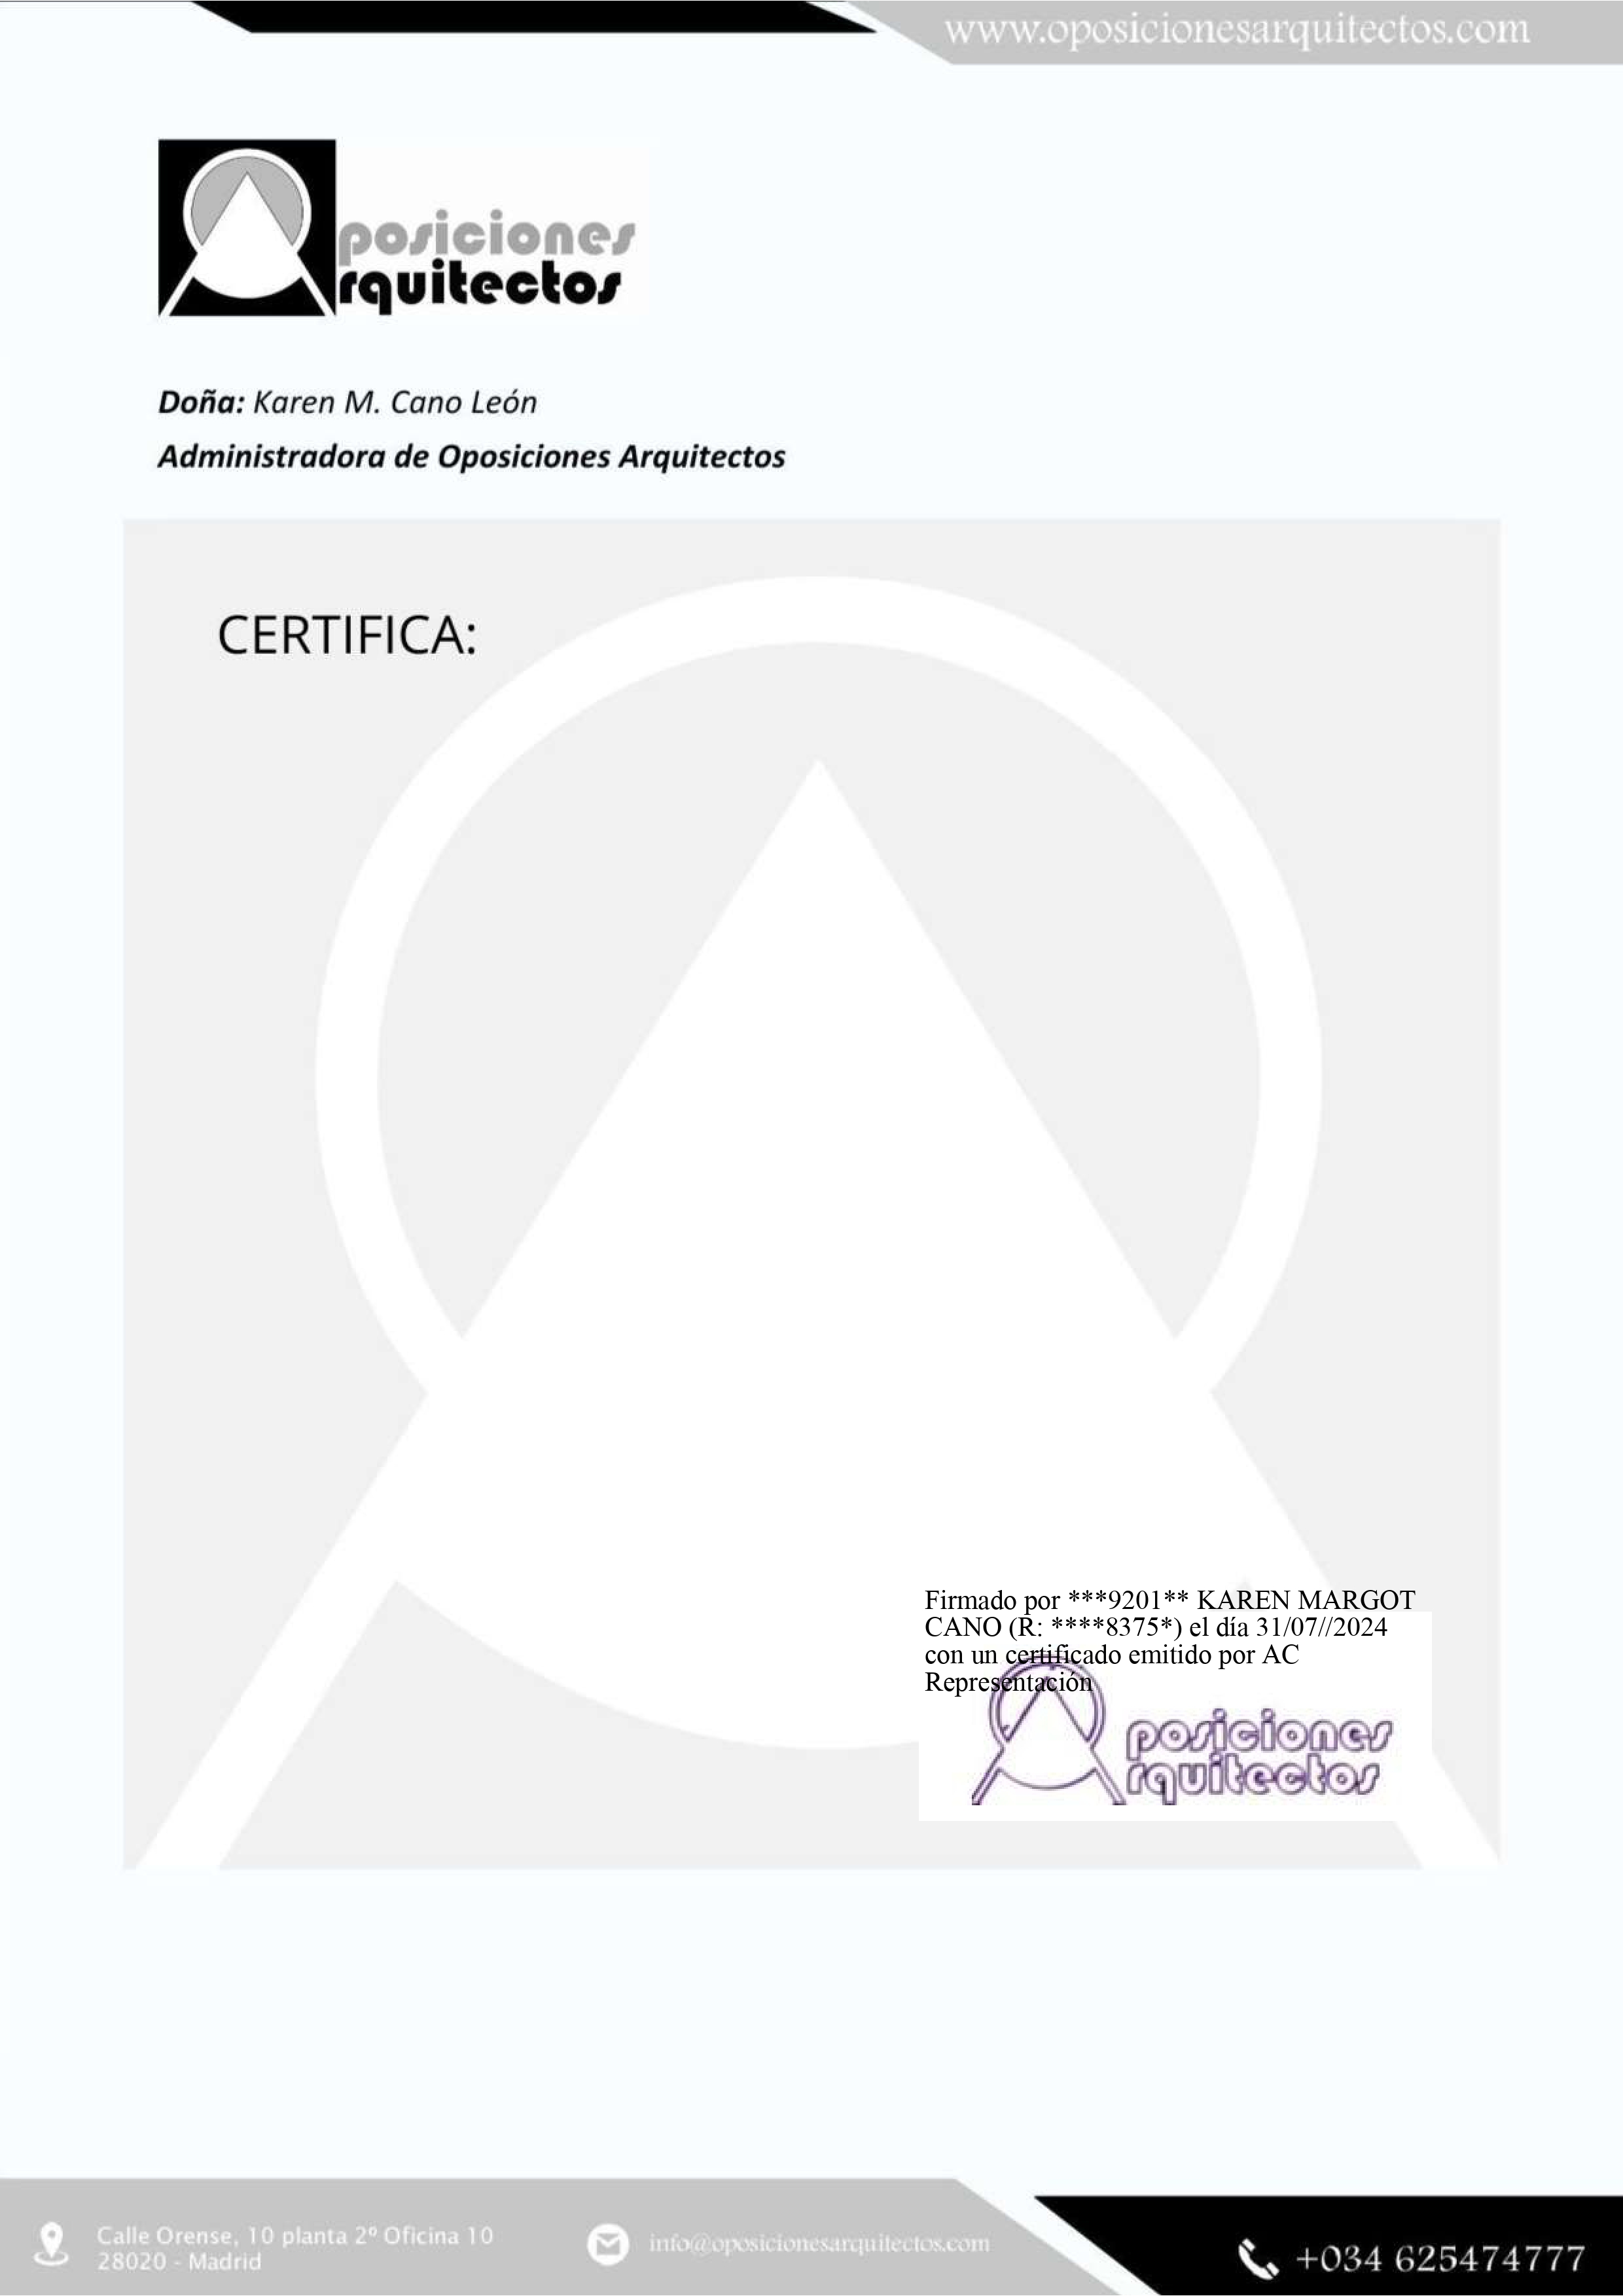 www.oposicionesarquitectos.com
posiciones
rquitectos
Doña: Karen M. Cano León
Administradora de Oposiciones Arquitectos
CERTIFICA:
Firmado por ***9201** KAREN MARGOT
CANO (R: ****8375*) el día 31/07//2024
con un certificado emitido por AC
Representación
posiciones
rquitectos
Calle Orense, 10 planta 2º Oficina 10
28020 - Madrid
info@oposicionesarquitectos.com
+034 625474777